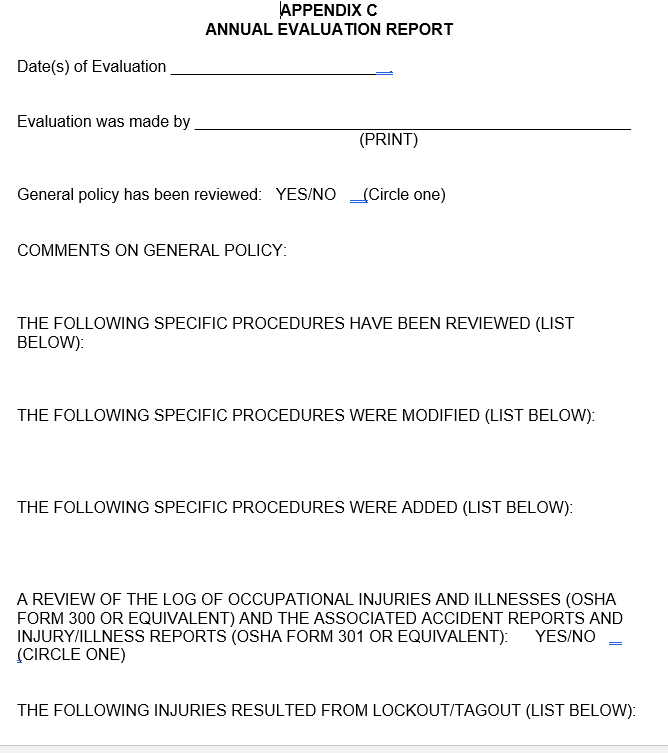 APPENDIX C
ANNUAL EVALUATION REPORT
Date(s) of Evaluation _______________________.
Evaluation was made by _________________________________________________
(PRINT)
General policy has been reviewed: YES/NO (Circle one)
COMMENTS ON GENERAL POLICY:
THE FOLLOWING SPECIFIC PROCEDURES HAVE BEEN REVIEWED (LIST
BELOW):
THE FOLLOWING SPECIFIC PROCEDURES WERE MODIFIED (LIST BELOW):
THE FOLLOWING SPECIFIC PROCEDURES WERE ADDED (LIST BELOW):
A REVIEW OF THE LOG OF OCCUPATIONAL INJURIES AND ILLNESSES (OSHA
FORM 300 OR EQUIVALENT) AND THE ASSOCIATED ACCIDENT REPORTS AND
INJURY/ILLNESS REPORTS (OSHA FORM 301 OR EQUIVALENT): YES/NO
(CIRCLE ONE)
THE FOLLOWING INJURIES RESULTED FROM LOCKOUT/TAGOUT (LIST BELOW):